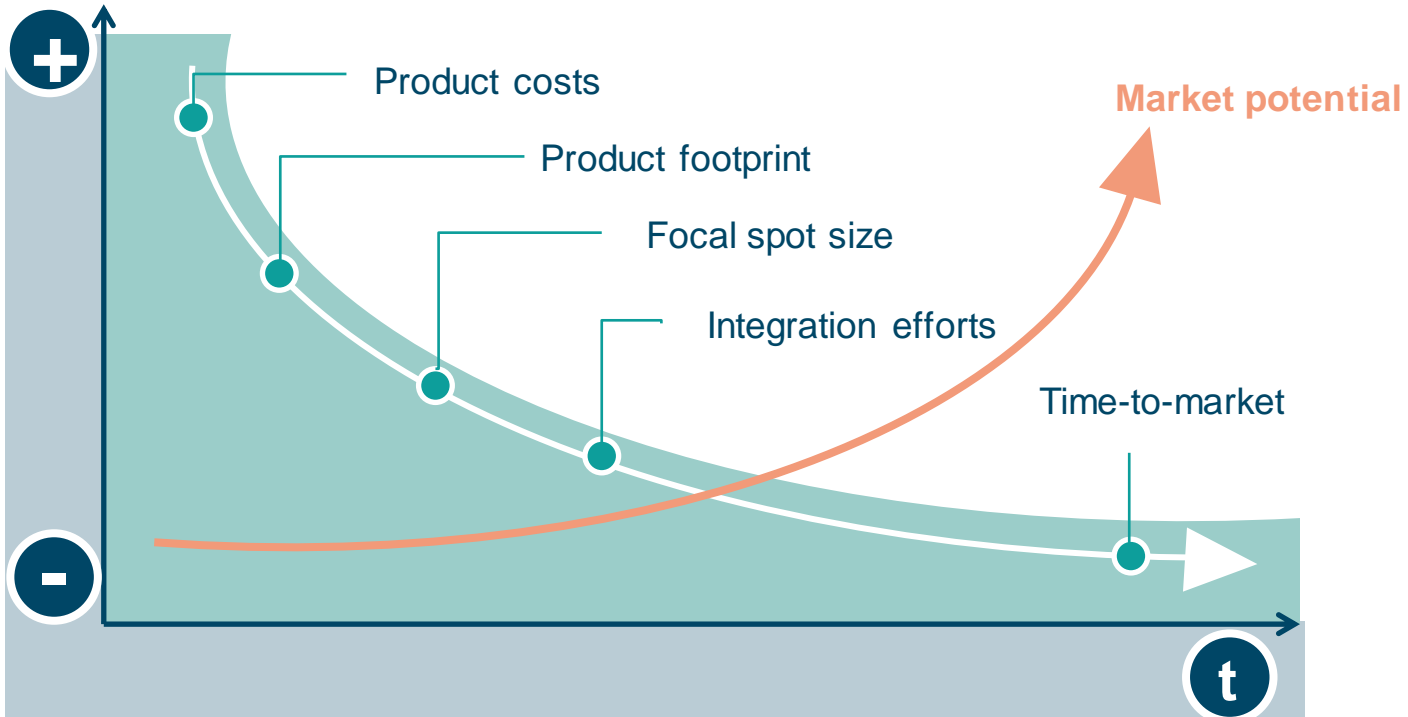 +
Product costs
Market potential
Product footprint
Focal spot size
Integration efforts
Time-to-market
-
t